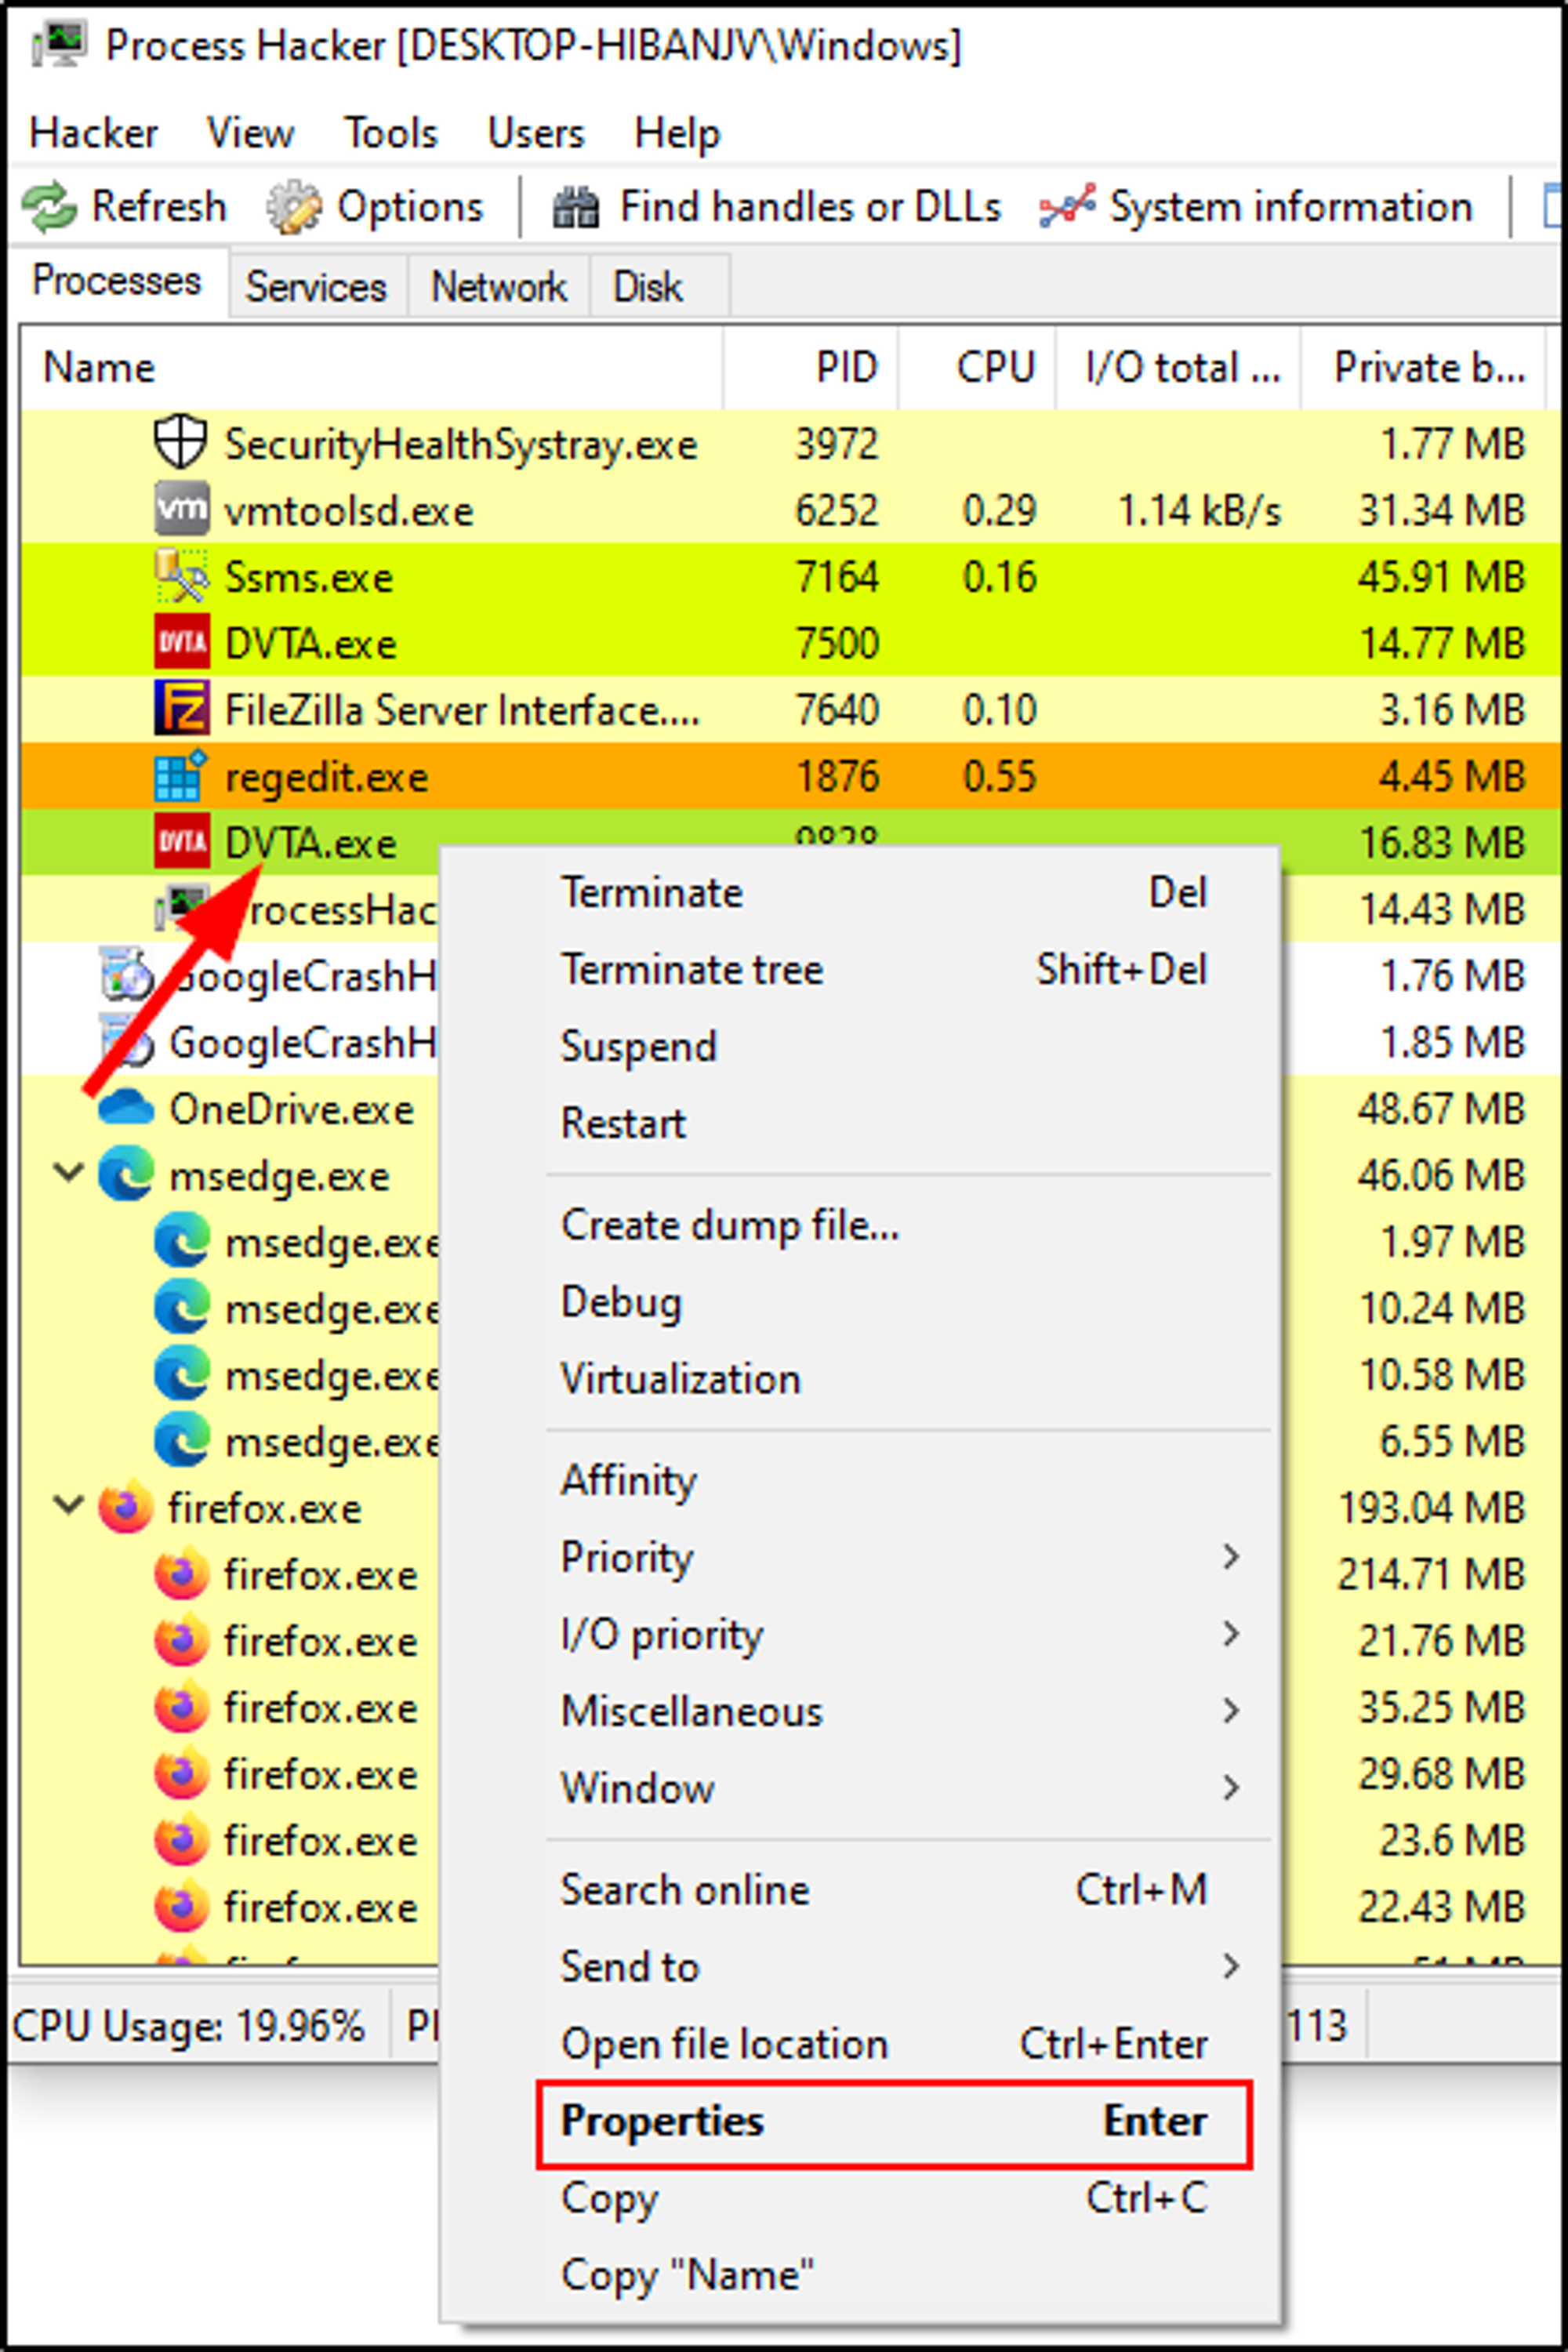 Process Hacker [DESKTOP-HIBANJV\Windows]
Hacker View Tools Users Help
Refresh Options Find handles or DLLs System information
Processes Services Network Disk
Name PID CPU I/O total ... Private b...
SecurityHealthSystray.exe 3972 1.77 MB
vm vmtoolsd.exe 6252 0.29 1.14 kB/s 31.34 MB
Ssms.exe 7164 0.16 45.91 MB
DVTA DVTA.exe 7500 14.77 MB
FZ FileZilla Server Interface.... 7640 0.10 3.16 MB
regedit.exe 1876 0.55 4.45 MB
DVTA DVTA.exe 16.83 MB
rocessHac 14.43 MB
oogleCrashH 1.76 MB
GoogleCrashH 1.85 MB
OneDrive.exe 48.67 MB
msedge.exe 46.06 MB
msedge.exe 1.97 MB
msedge.exe 10.24 MB
msedge.exe 10.58 MB
msedge.exe 6.55 MB
firefox.exe 193.04 MB
firefox.exe 214.71 MB
firefox.exe 21.76 MB
firefox.exe 35.25 MB
firefox.exe 29.68 MB
firefox.exe 23.6 MB
firefox.exe 22.43 MB
CPU Usage: 19.96% 113
Terminate Del
Terminate tree Shift+Del
Suspend
Restart
Create dump file...
Debug
Virtualization
Affinity
Priority
I/O priority
Miscellaneous
Window
Search online Ctrl+M
Send to
Open file location Ctrl+Enter
Properties Enter
Copy Ctrl+C
Copy "Name"